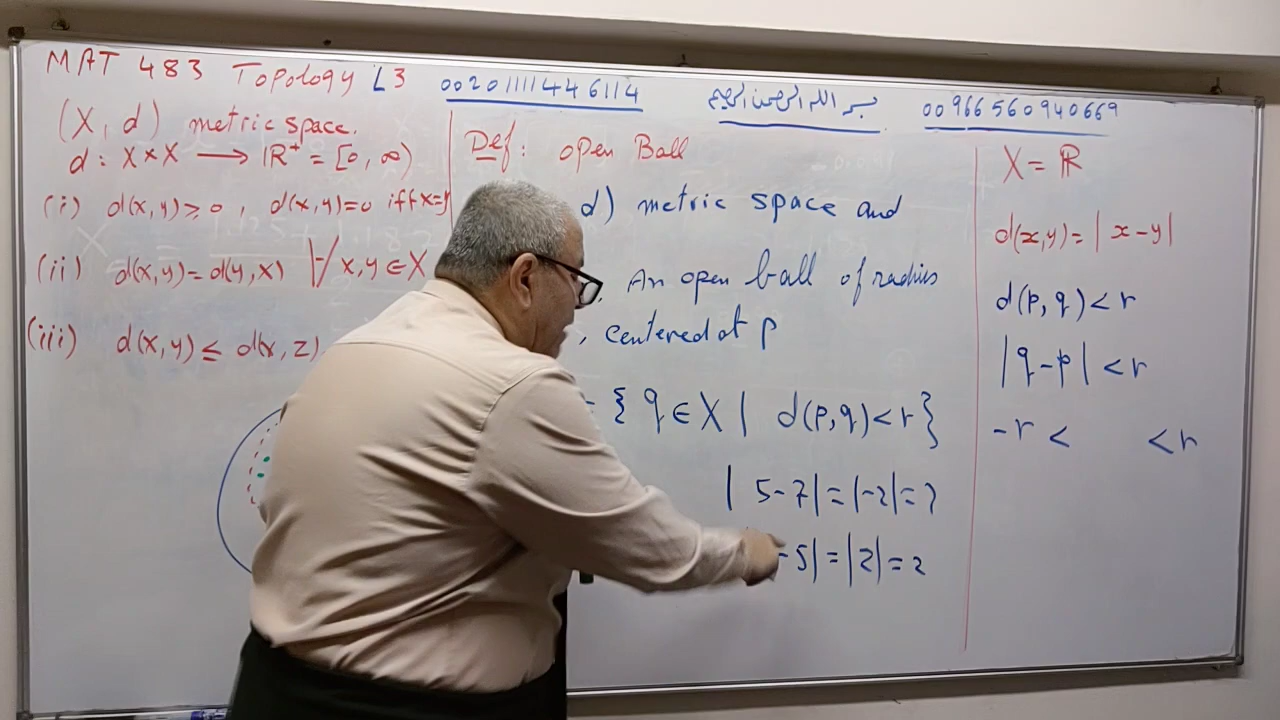 MAT 483 Topology L3
00201111446114
بسم الله الرحمن الرحيم
00966560940669
(X, d) metric space.
d : X × X → IR⁺ = [0, ∞)
(i) d(x,y) ≥ 0, d(x,y)=0 iff x=y
(ii) d(x,y) = d(y,x) ∀ x,y ∈ X
(iii) d(x,y) ≤ d(x,z)
Def: open Ball
d) metric space and
. An open ball of radius
, centered at p
= { q ∈ X | d(p,q) < r }
| 5-7| = |-2| = 2
-5| = |2| = 2
X = R
d(x,y) = | x-y |
d(p,q) < r
|q-p| < r
-r < < r